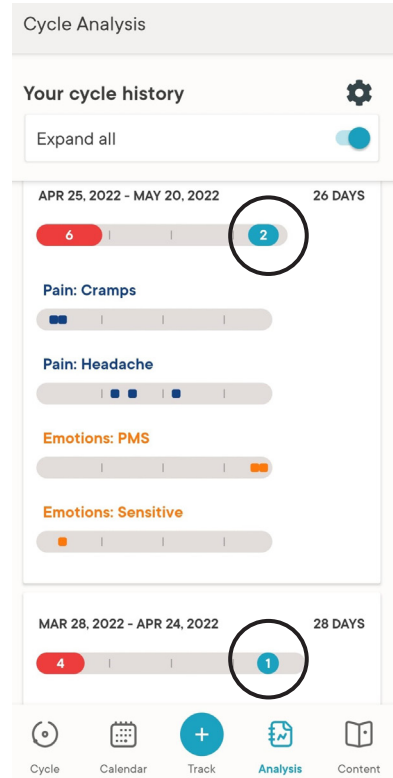 Cycle Analysis
Your cycle history
Expand all
APR 25, 2022 - MAY 20, 2022 26 DAYS
6 2
Pain: Cramps
Pain: Headache
Emotions: PMS
Emotions: Sensitive
MAR 28, 2022 - APR 24, 2022 28 DAYS
4 1
Cycle Calendar Track Analysis Content